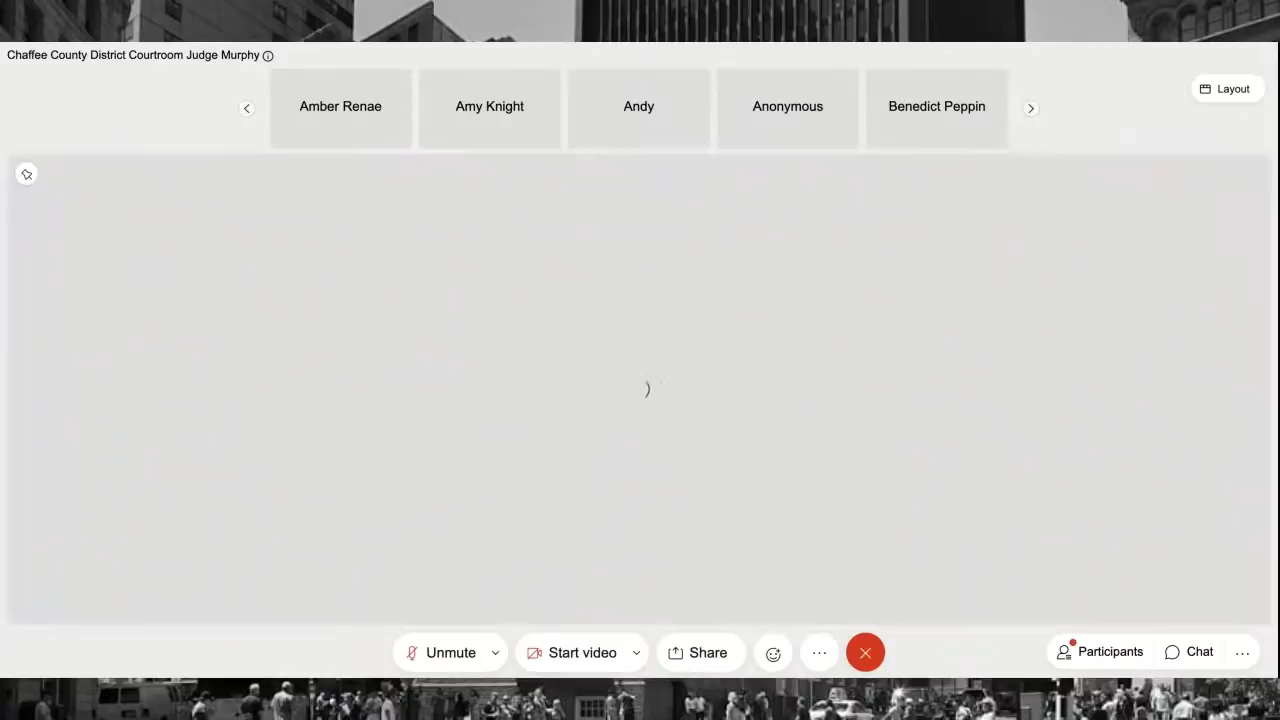 Chaffee County District Courtroom Judge Murphy
Amber Renae
Amy Knight
Andy
Anonymous
Benedict Peppin
Layout
Unmute
Start video
Share
Participants
Chat